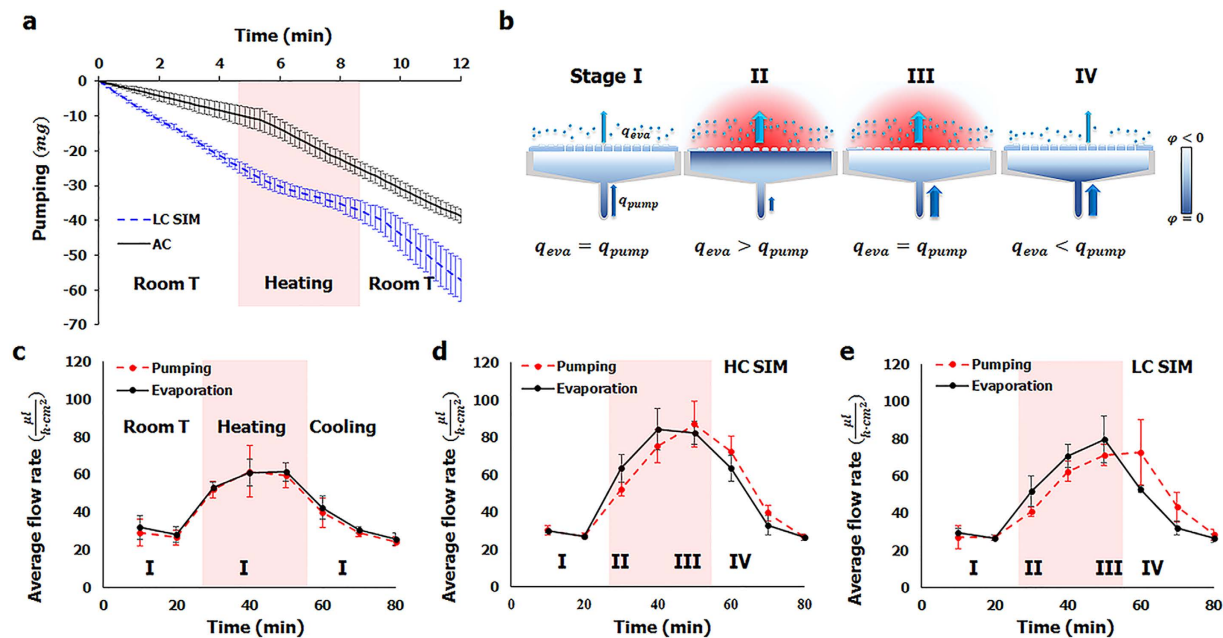 a
Time (min)
0 2 4 6 8 10 12
Pumping (mg)
0
-10
-20
-30
-40
-50
-60
-70
LC SIM
AC
Room T Heating Room T
b
Stage I II III IV
q_eva
q_pump
φ < 0
φ = 0
q_eva = q_pump q_eva > q_pump q_eva = q_pump q_eva < q_pump
c
Pumping
Evaporation
Room T Heating Cooling
Average flow rate (μl/h·cm²)
120
100
80
60
40
20
0
I I I
0 20 40 60 80
Time (min)
d
Pumping
Evaporation
HC SIM
Average flow rate (μl/h·cm²)
120
100
80
60
40
20
0
I II III IV
0 20 40 60 80
Time (min)
e
Pumping
Evaporation
LC SIM
Average flow rate (μl/h·cm²)
120
100
80
60
40
20
0
I II III IV
0 20 40 60 80
Time (min)